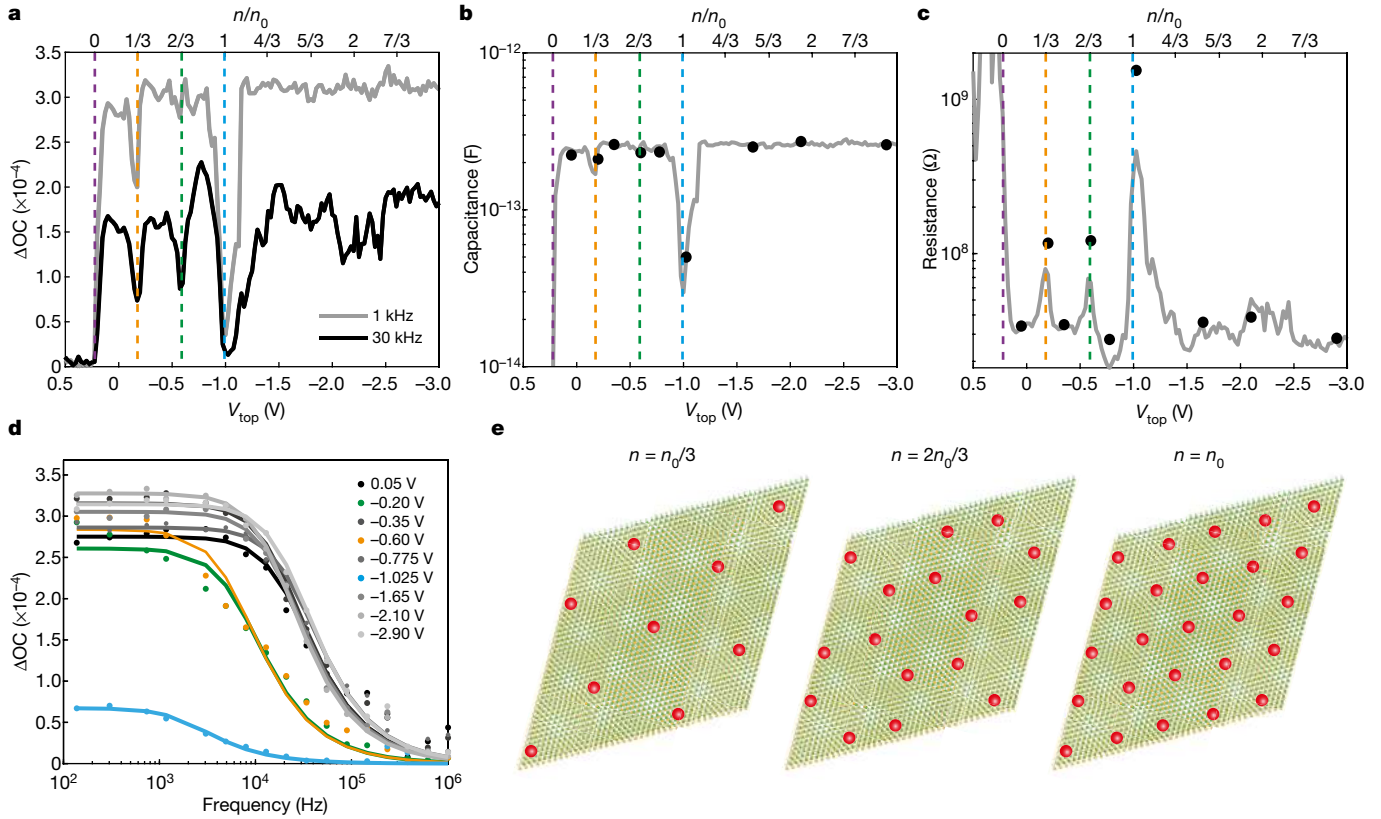 a
n/n0
0 1/3 2/3 1 4/3 5/3 2 7/3
3.5
3.0
2.5
2.0
1.5
1.0
0.5
0
ΔOC (×10–4)
1 kHz
30 kHz
0.5 0 –0.5 –1.0 –1.5 –2.0 –2.5 –3.0
Vtop (V)
b
n/n0
0 1/3 2/3 1 4/3 5/3 2 7/3
10–12
10–13
10–14
Capacitance (F)
0 –0.5 –1.0 –1.5 –2.0 –2.5 –3.0
Vtop (V)
c
n/n0
0 1/3 2/3 1 4/3 5/3 2 7/3
109
108
Resistance (Ω)
0.5 0 –0.5 –1.0 –1.5 –2.0 –2.5 –3.0
Vtop (V)
d
3.5
3.0
2.5
2.0
1.5
1.0
0.5
0
ΔOC (×10–4)
0.05 V
–0.20 V
–0.35 V
–0.60 V
–0.775 V
–1.025 V
–1.65 V
–2.10 V
–2.90 V
102 103 104 105 106
Frequency (Hz)
e
n = n0/3
n = 2n0/3
n = n0